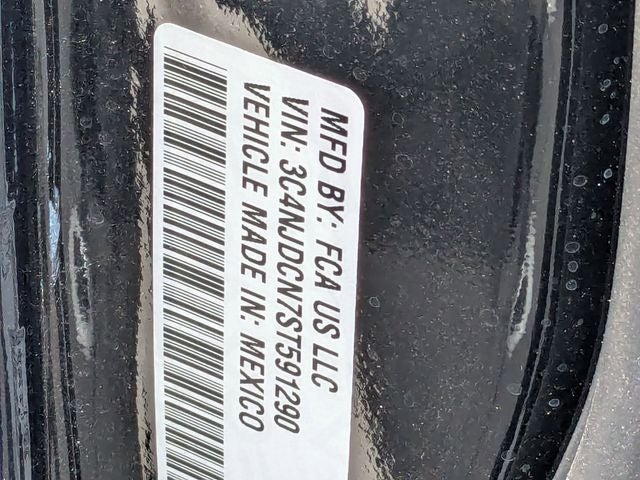 MFD BY: FCA US LLC
VIN: 3C4NJDCN7ST591290
VEHICLE MADE IN: MEXICO